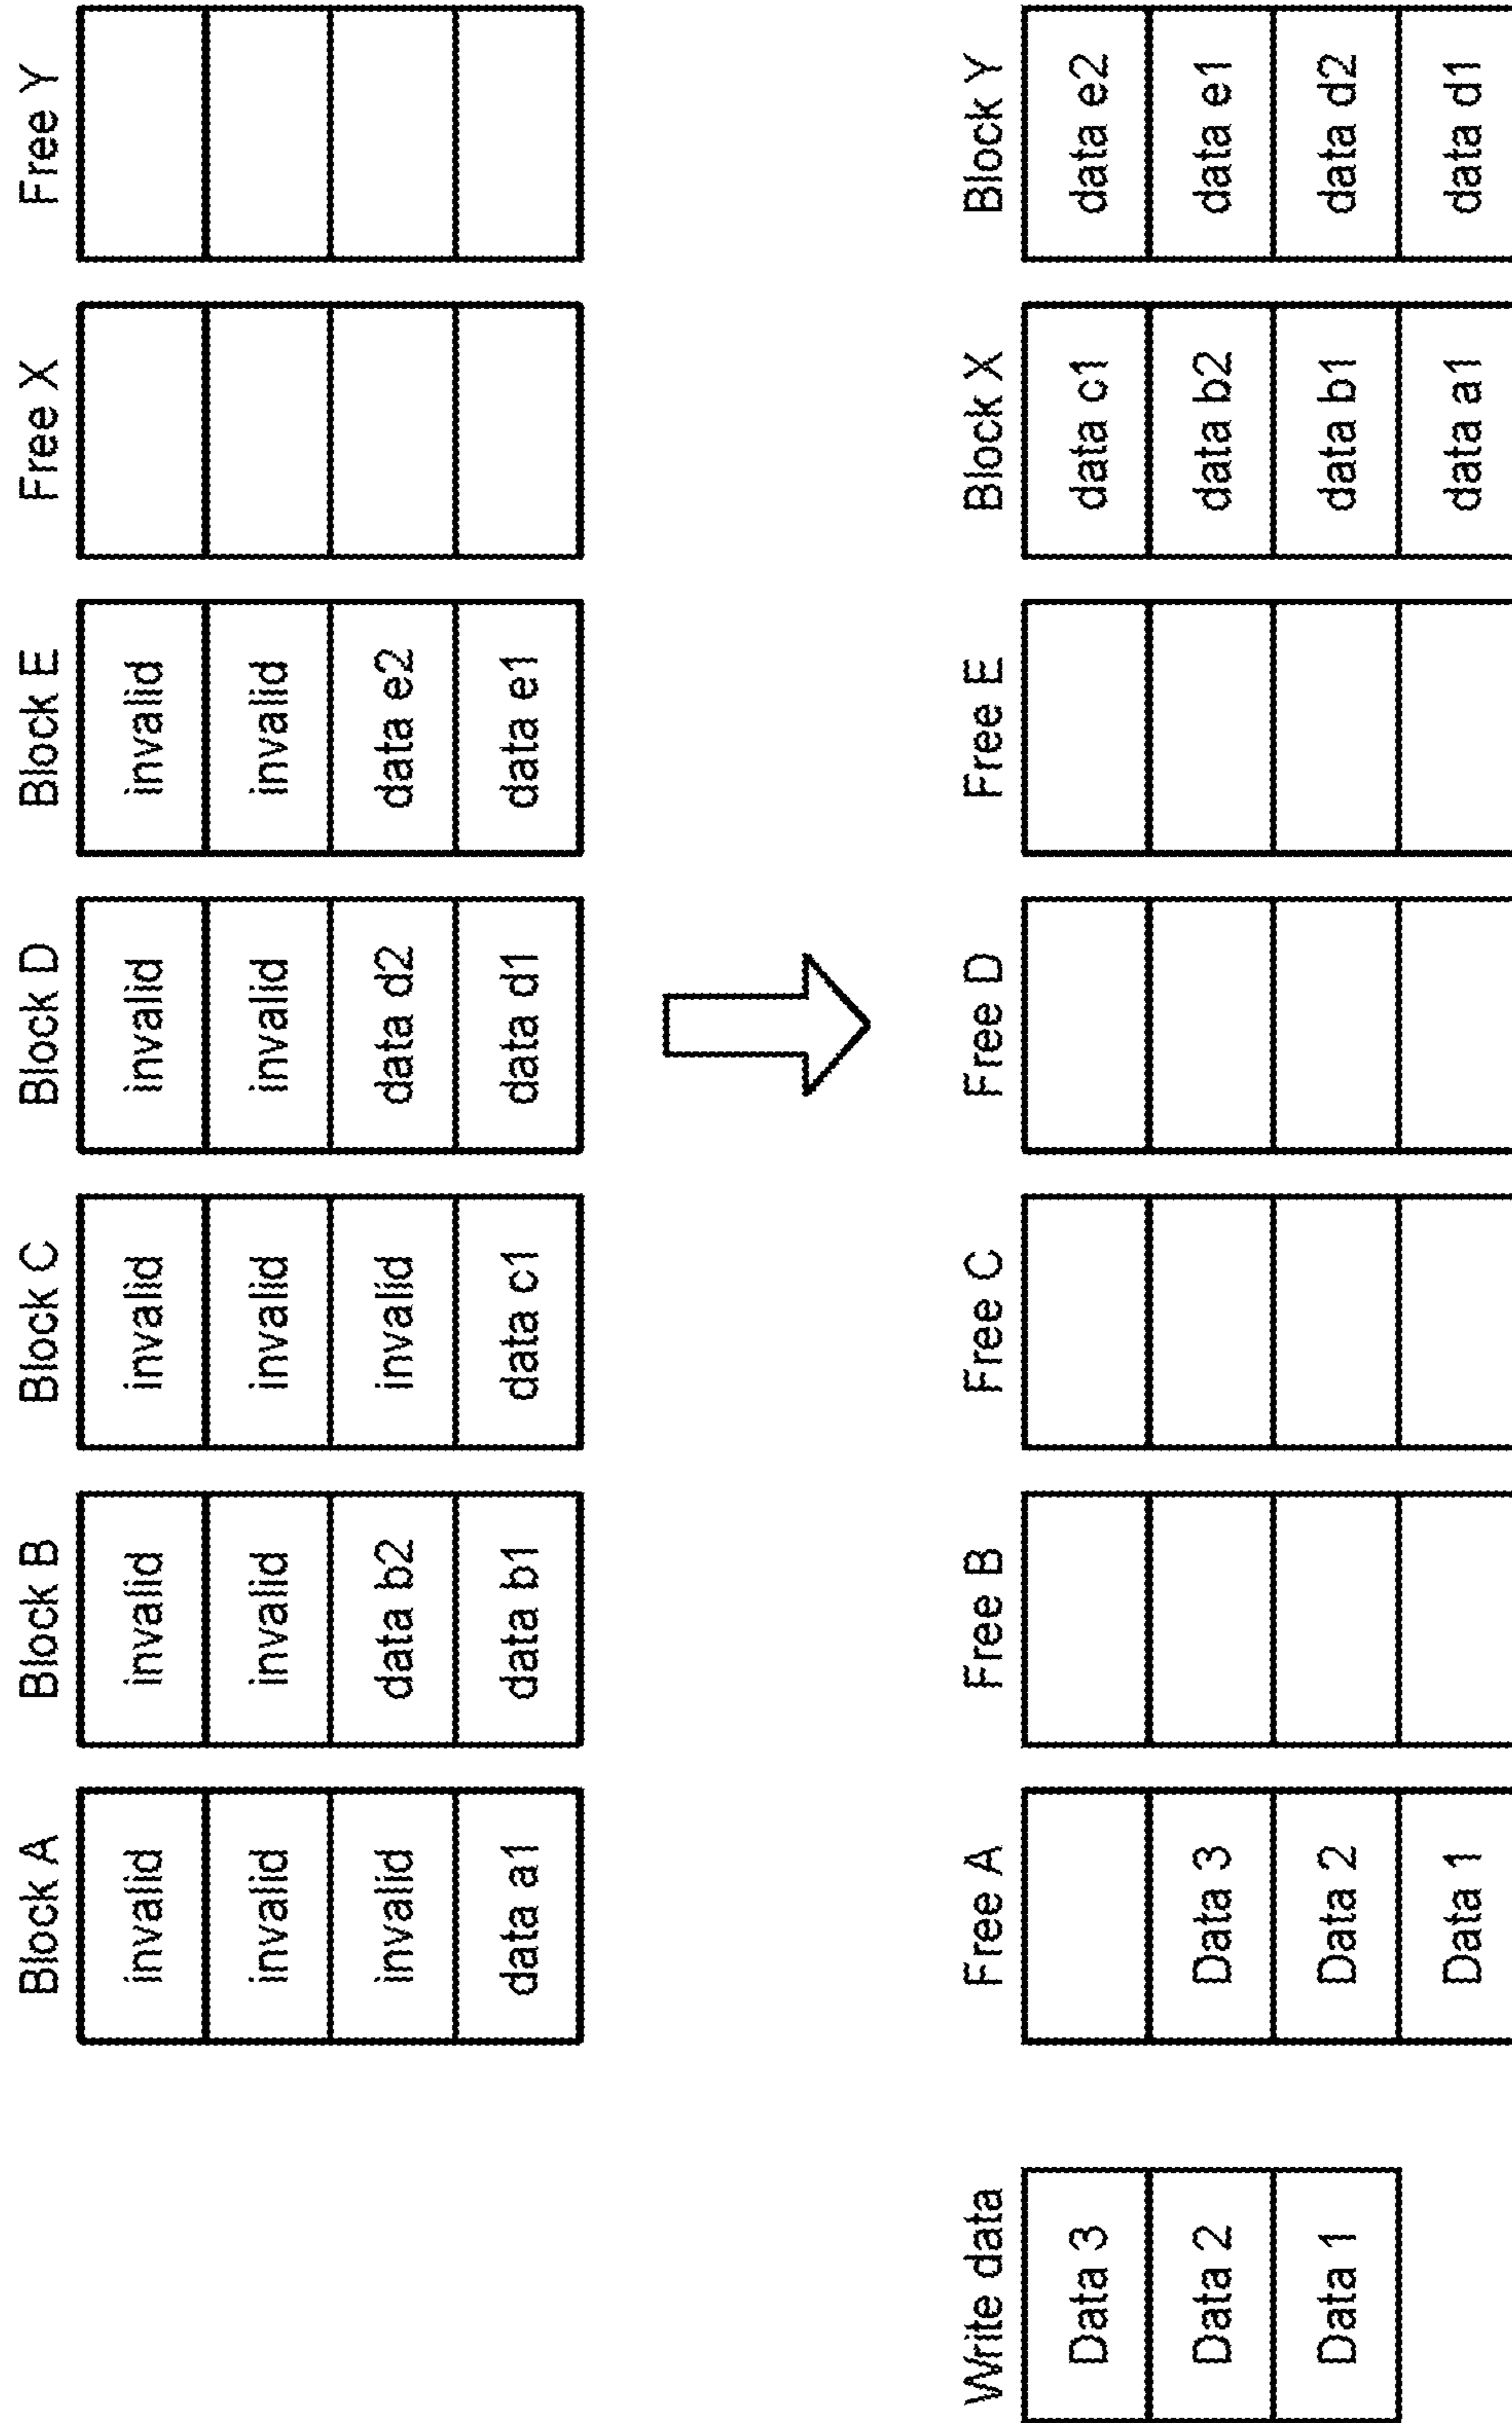 Block A Block B Block C Block D Block E Free X Free Y
invalid invalid invalid invalid invalid
invalid invalid invalid invalid invalid
invalid data b2 invalid data d2 data e2
data a1 data b1 data c1 data d1 data e1
Write data Free A Free B Free C Free D Free E Block X Block Y
Data 3 data c1 data e2
Data 2 Data 3 data b2 data e1
Data 1 Data 2 data b1 data d2
Data 1 data a1 data d1